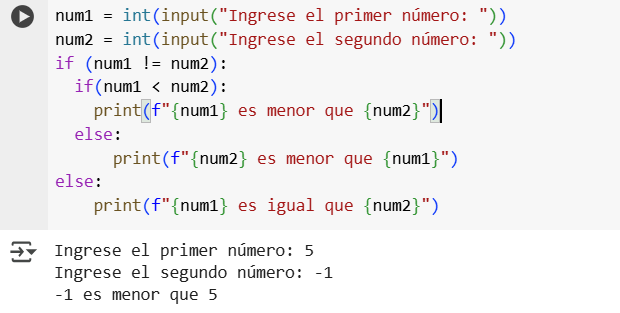 num1 = int(input("Ingrese el primer número: "))
num2 = int(input("Ingrese el segundo número: "))
if (num1 != num2):
  if(num1 < num2):
    print(f"{num1} es menor que {num2}")
  else:
      print(f"{num2} es menor que {num1}")
else:
    print(f"{num1} es igual que {num2}")
Ingrese el primer número: 5
Ingrese el segundo número: -1
-1 es menor que 5